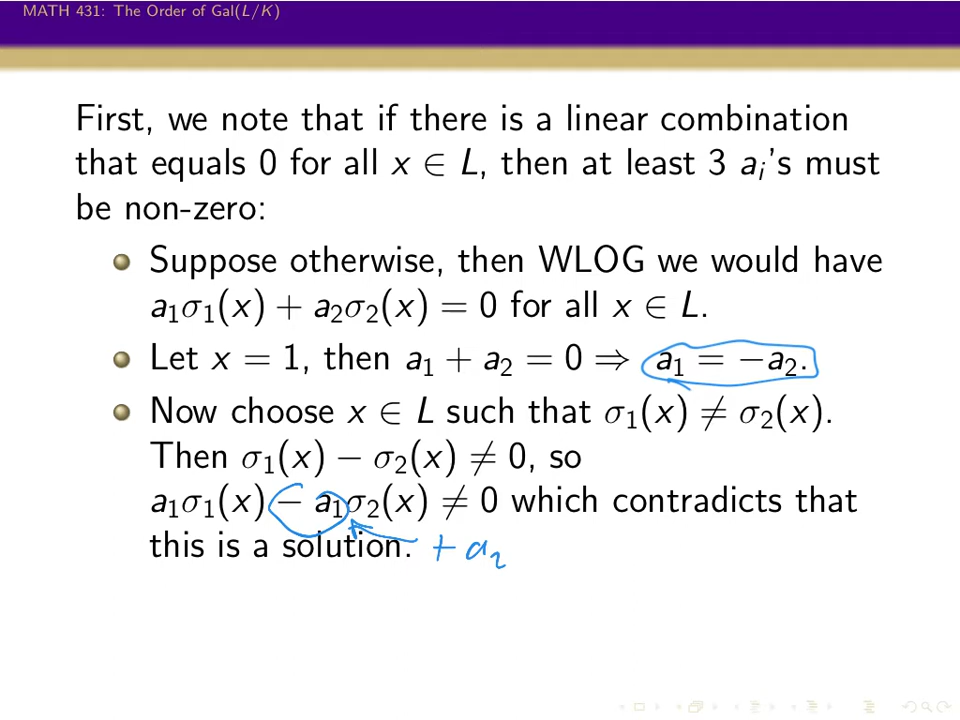 MATH 431: The Order of Gal(L/K)
First, we note that if there is a linear combination
that equals 0 for all x ∈ L, then at least 3 aᵢ's must
be non-zero:
Suppose otherwise, then WLOG we would have
a₁σ₁(x) + a₂σ₂(x) = 0 for all x ∈ L.
Let x = 1, then a₁ + a₂ = 0 ⇒ a₁ = −a₂.
Now choose x ∈ L such that σ₁(x) ≠ σ₂(x).
Then σ₁(x) − σ₂(x) ≠ 0, so
a₁σ₁(x) − a₁σ₂(x) ≠ 0 which contradicts that
this is a solution. + a₂